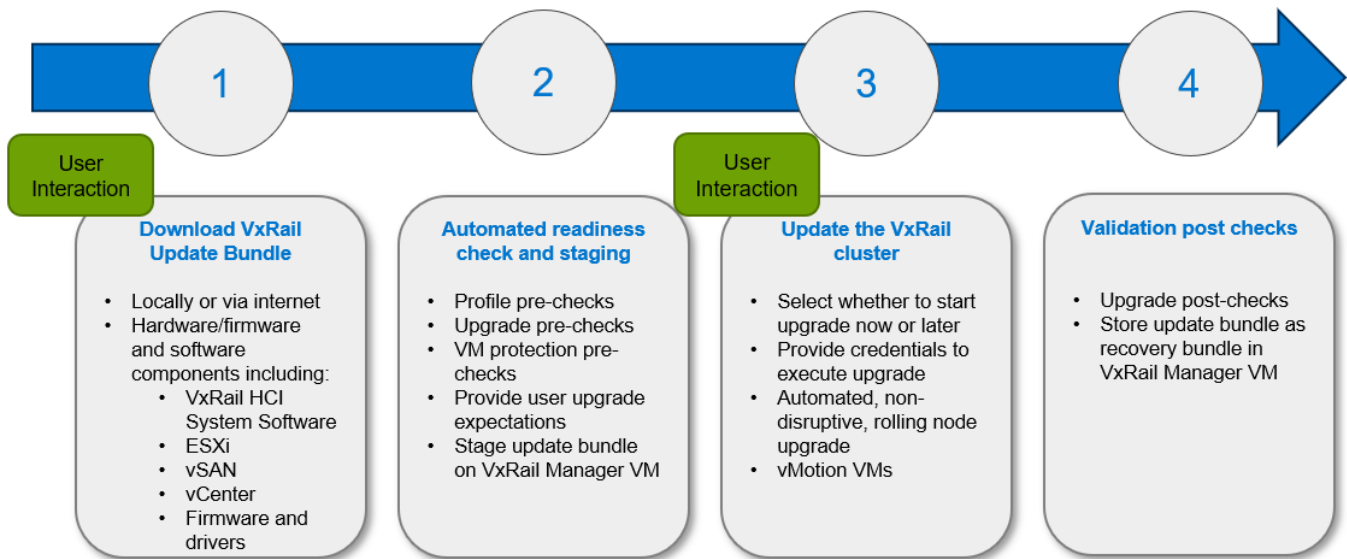 1
2
3
4
User
Interaction
Download VxRail
Update Bundle
• Locally or via internet
• Hardware/firmware
and software
components including:
• VxRail HCI
System Software
• ESXi
• vSAN
• vCenter
• Firmware and
drivers
Automated readiness
check and staging
• Profile pre-checks
• Upgrade pre-checks
• VM protection pre-
checks
• Provide user upgrade
expectations
• Stage update bundle
on VxRail Manager VM
User
Interaction
Update the VxRail
cluster
• Select whether to start
upgrade now or later
• Provide credentials to
execute upgrade
• Automated, non-
disruptive, rolling node
upgrade
• vMotion VMs
Validation post checks
• Upgrade post-checks
• Store update bundle as
recovery bundle in
VxRail Manager VM